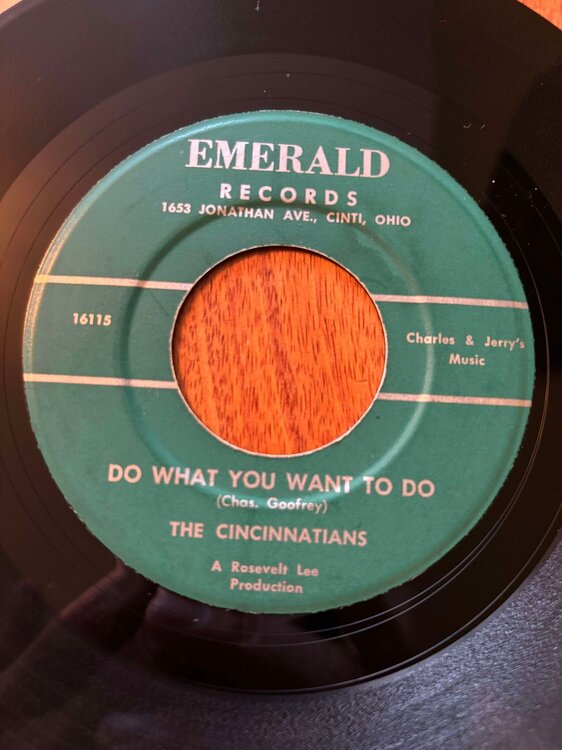 EMERALD
RECORDS
1653 JONATHAN AVE., CINTI, OHIO
16115
Charles & Jerry's
Music
DO WHAT YOU WANT TO DO
(Chas. Goofrey)
THE CINCINNATIANS
A Rosevelt Lee
Production